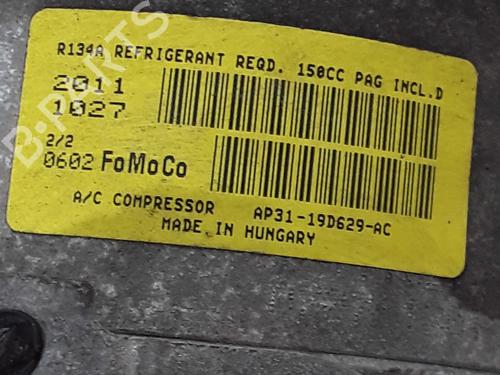 R134A REFRIGERANT REQD. 150CC PAG INCL.D
2011
1027
2/2
0602 FoMoCo
A/C COMPRESSOR AP31-19D629-AC
MADE IN HUNGARY
B-PARTS